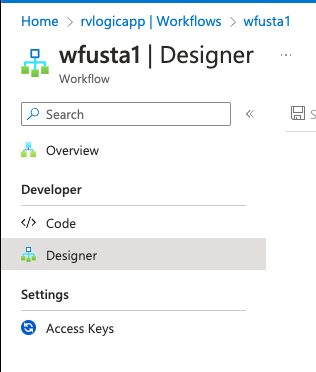 Home > rvlogicapp | Workflows > wfusta1 >
wfusta1 | Designer ...
Workflow
Search «
S
Overview
Developer
</> Code
Designer
Settings
Access Keys